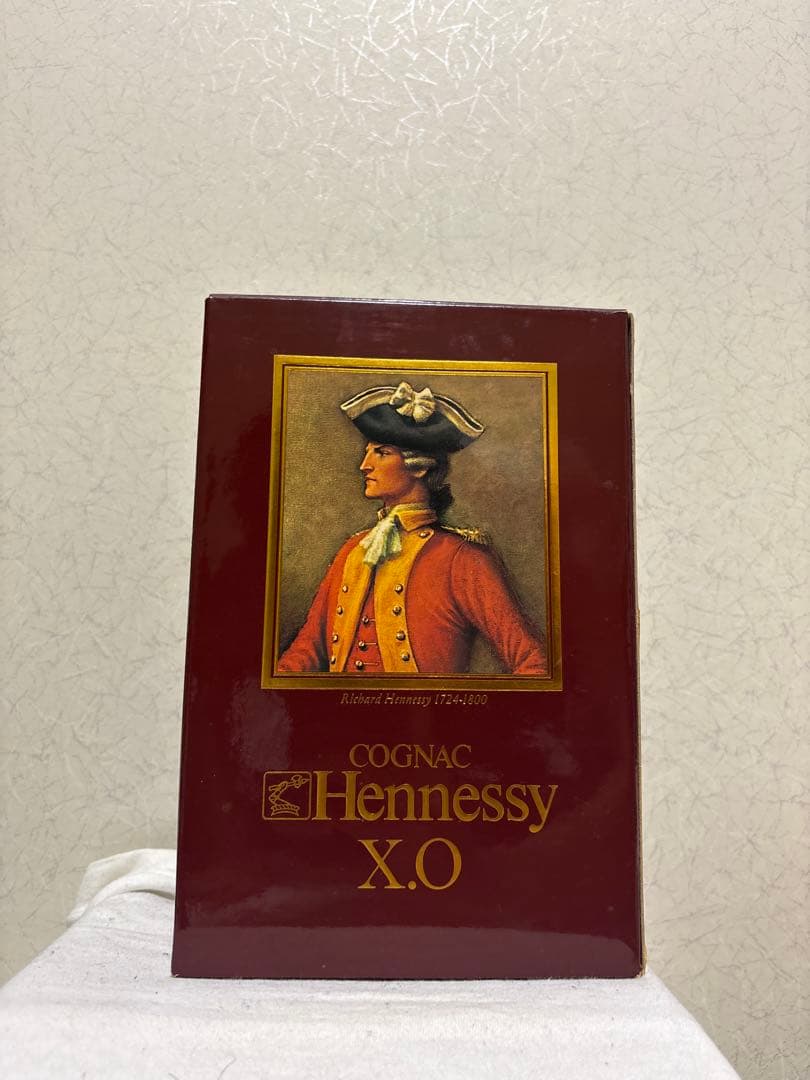 Richard Hennessy 1724-1800
COGNAC
Hennessy
X.O